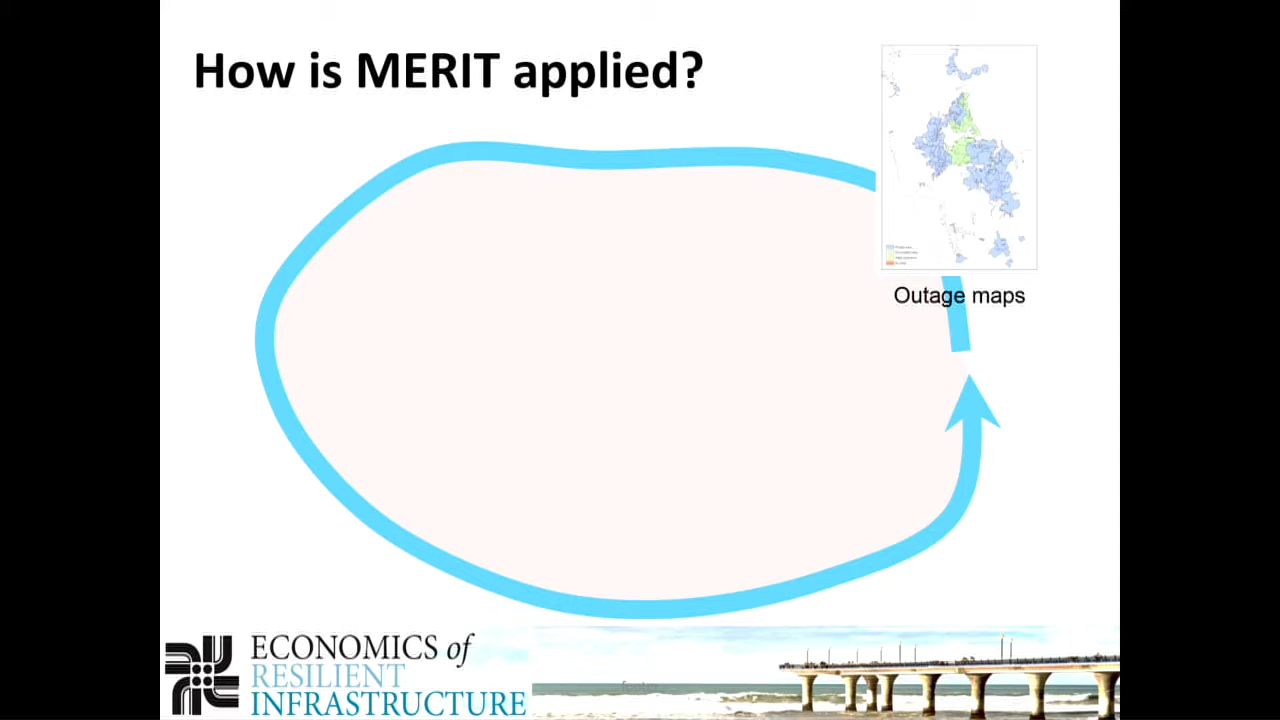 How is MERIT applied?
Outage maps
ECONOMICS of
RESILIENT
INFRASTRUCTURE